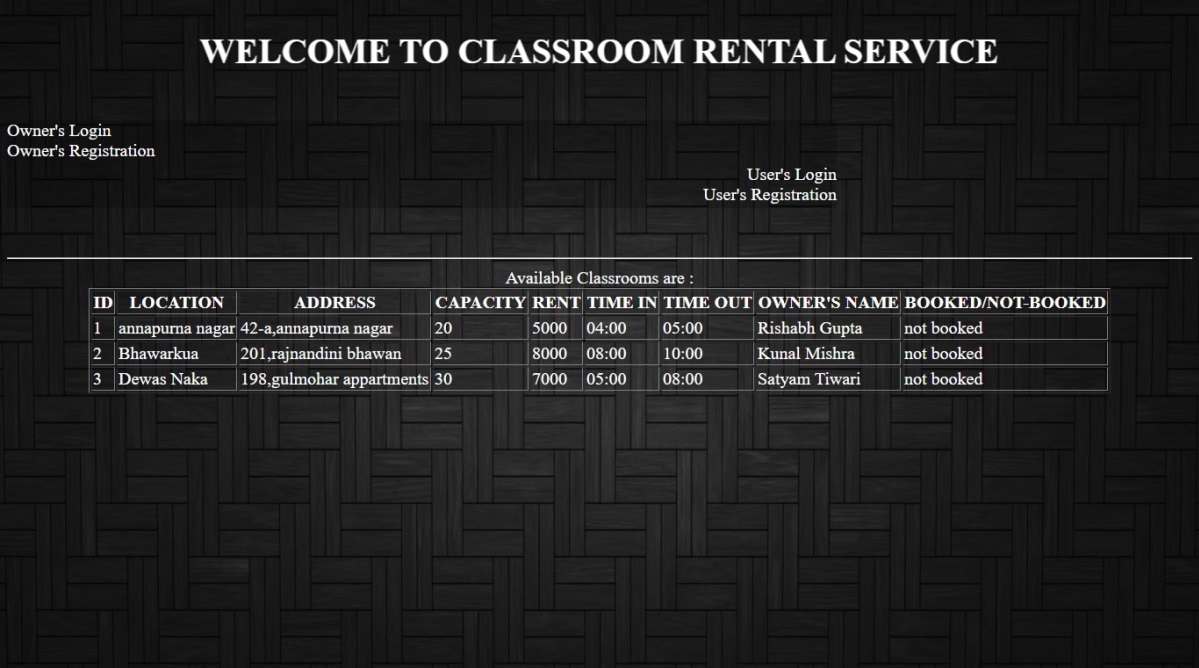 WELCOME TO CLASSROOM RENTAL SERVICE
Owner's Login
Owner's Registration
User's Login
User's Registration
Available Classrooms are :
ID LOCATION ADDRESS CAPACITY RENT TIME IN TIME OUT OWNER'S NAME BOOKED/NOT-BOOKED
1 annapurna nagar 42-a,annapurna nagar 20 5000 04:00 05:00 Rishabh Gupta not booked
2 Bhawarkua 201,rajnandini bhawan 25 8000 08:00 10:00 Kunal Mishra not booked
3 Dewas Naka 198,gulmohar appartments 30 7000 05:00 08:00 Satyam Tiwari not booked